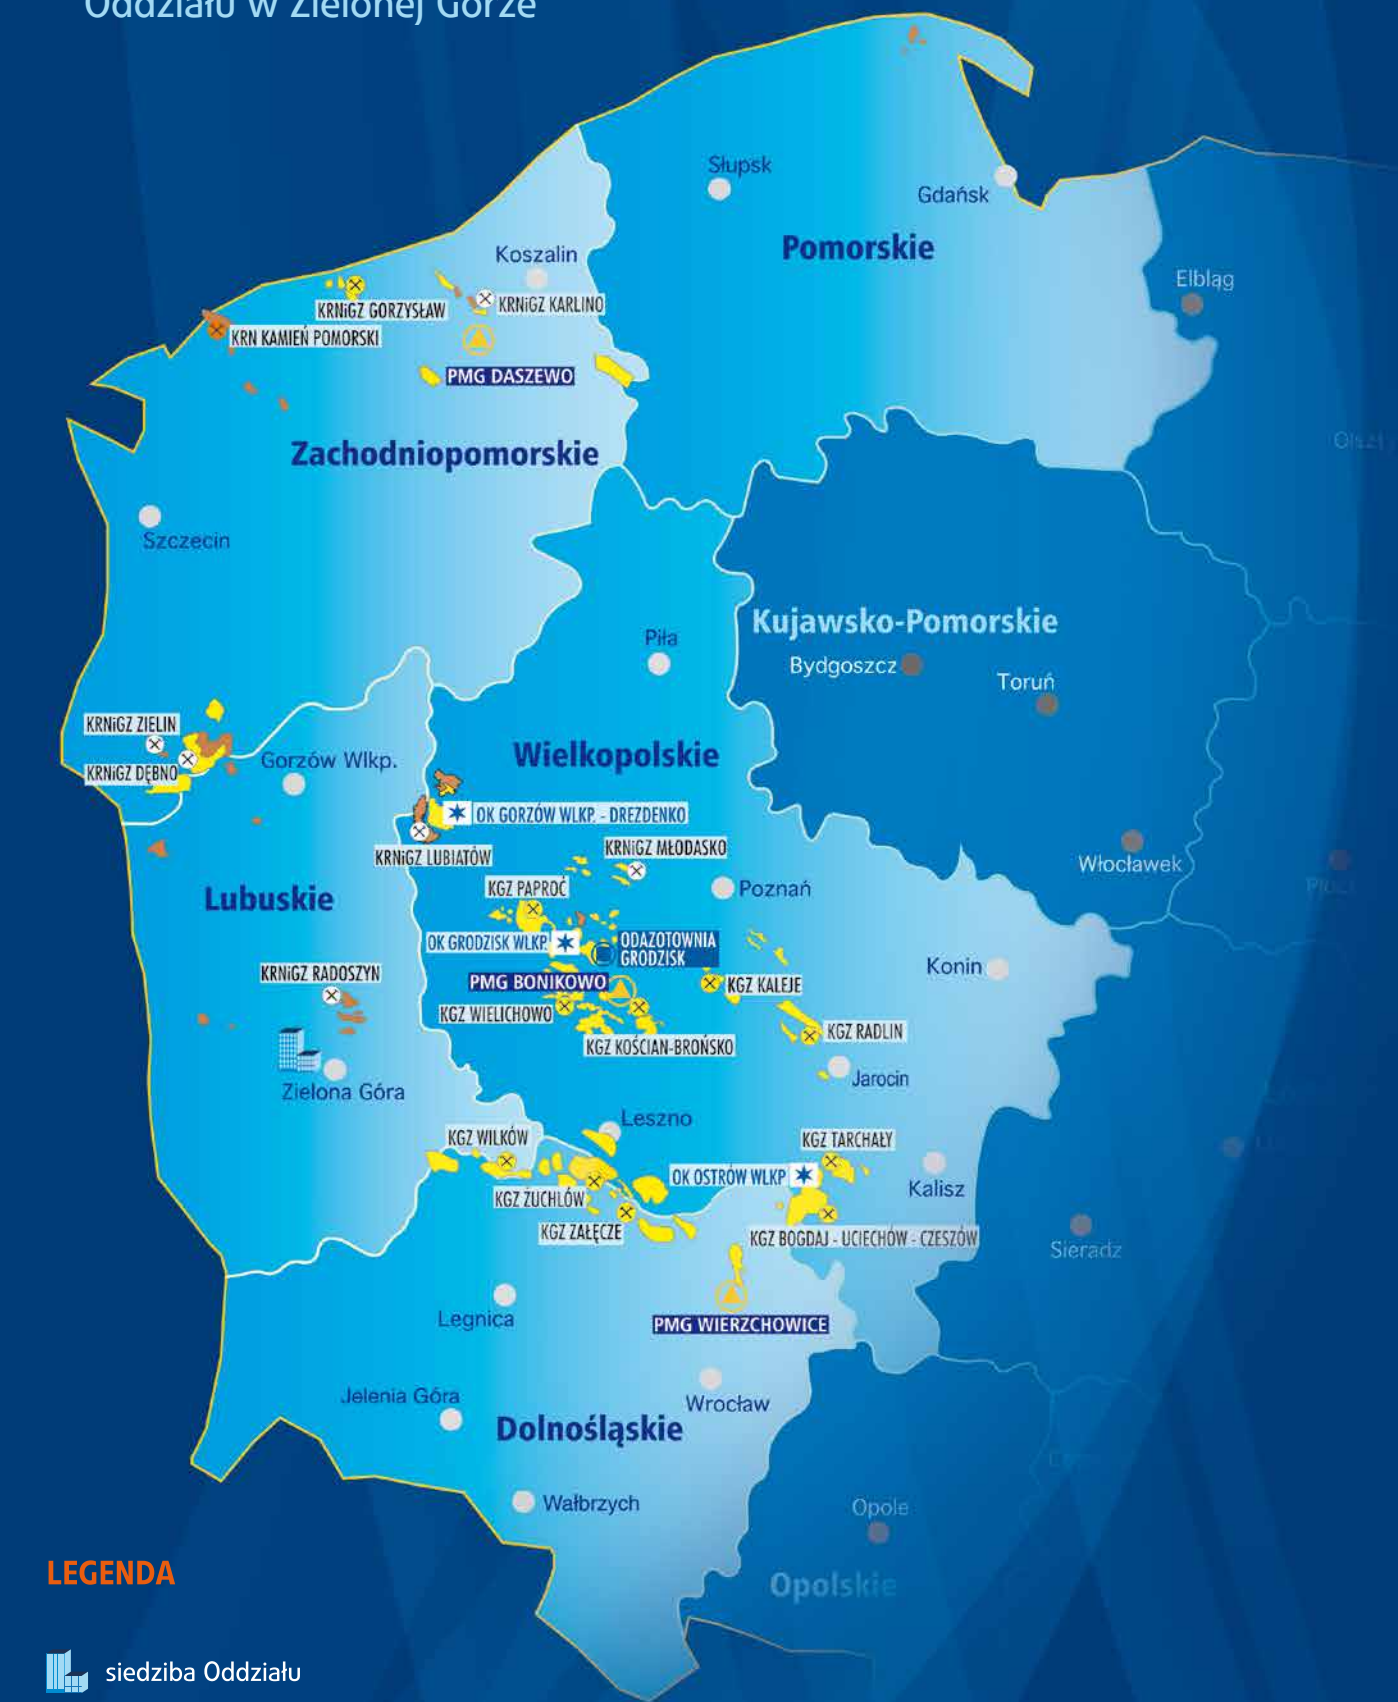 Oddziału w Zielonej Górze
Słupsk
Gdańsk
Pomorskie
Koszalin
Elbląg
KRNiGZ GORZYSŁAW
KRNiGZ KARLINO
KRN KAMIEŃ POMORSKI
PMG DASZEWO
Zachodniopomorskie
Szczecin
Kujawsko-Pomorskie
Piła
Bydgoszcz
Toruń
KRNiGZ ZIELIN
Wielkopolskie
Gorzów Wlkp.
KRNiGZ DĘBNO
OK GORZÓW WLKP. - DREZDENKO
KRNiGZ LUBIATÓW
KRNiGZ MŁODASKO
Włocławek
KGZ PAPROĆ
Poznań
Lubuskie
OK GRODZISK WLKP.
ODAZOTOWNIA
GRODZISK
Konin
KRNiGZ RADOSZYN
PMG BONIKOWO
KGZ KALEJE
KGZ WIELICHOWO
KGZ RADLIN
KGZ KOŚCIAN-BROŃSKO
Jarocin
Zielona Góra
Leszno
KGZ WILKÓW
KGZ TARCHAŁY
OK OSTRÓW WLKP
Kalisz
KGZ ŻUCHLÓW
KGZ ZAŁĘCZE
KGZ BOGDAJ - UCIECHÓW - CZESZÓW
Sieradz
Legnica
PMG WIERZCHOWICE
Jelenia Góra
Wrocław
Dolnośląskie
Wałbrzych
Opole
Opolskie
LEGENDA
siedziba Oddziału